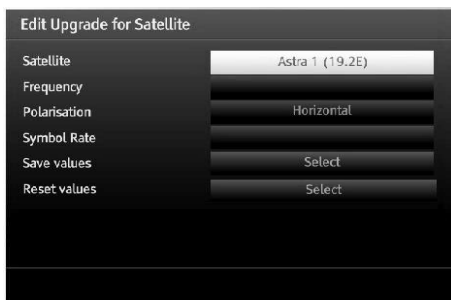 Edit Upgrade for Satellite
Satellite Astra 1 (19.2E)
Frequency
Polarisation Horizontal
Symbol Rate
Save values Select
Reset values Select